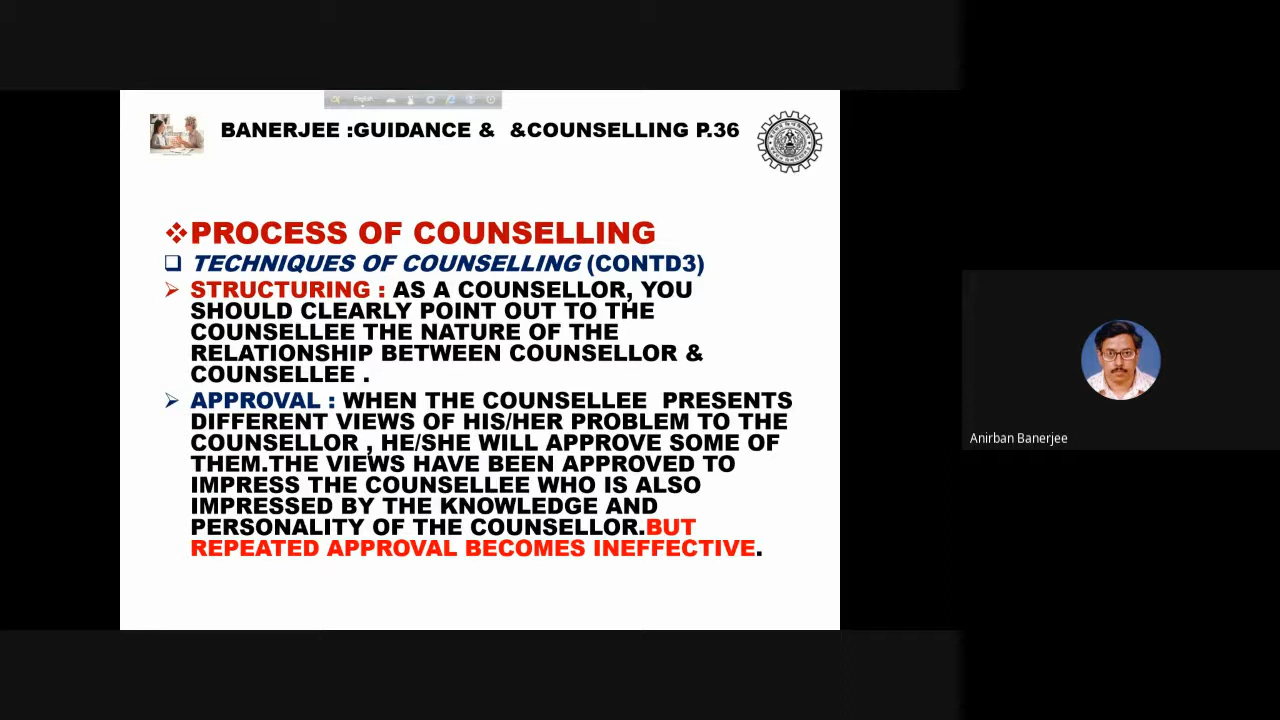 English
BANERJEE :GUIDANCE & &COUNSELLING P.36
PROCESS OF COUNSELLING
TECHNIQUES OF COUNSELLING (CONTD3)
STRUCTURING : AS A COUNSELLOR, YOU
SHOULD CLEARLY POINT OUT TO THE
COUNSELLEE THE NATURE OF THE
RELATIONSHIP BETWEEN COUNSELLOR &
COUNSELLEE .
APPROVAL : WHEN THE COUNSELLEE PRESENTS
DIFFERENT VIEWS OF HIS/HER PROBLEM TO THE
COUNSELLOR , HE/SHE WILL APPROVE SOME OF
THEM.THE VIEWS HAVE BEEN APPROVED TO
IMPRESS THE COUNSELLEE WHO IS ALSO
IMPRESSED BY THE KNOWLEDGE AND
PERSONALITY OF THE COUNSELLOR.BUT
REPEATED APPROVAL BECOMES INEFFECTIVE.
Anirban Banerjee